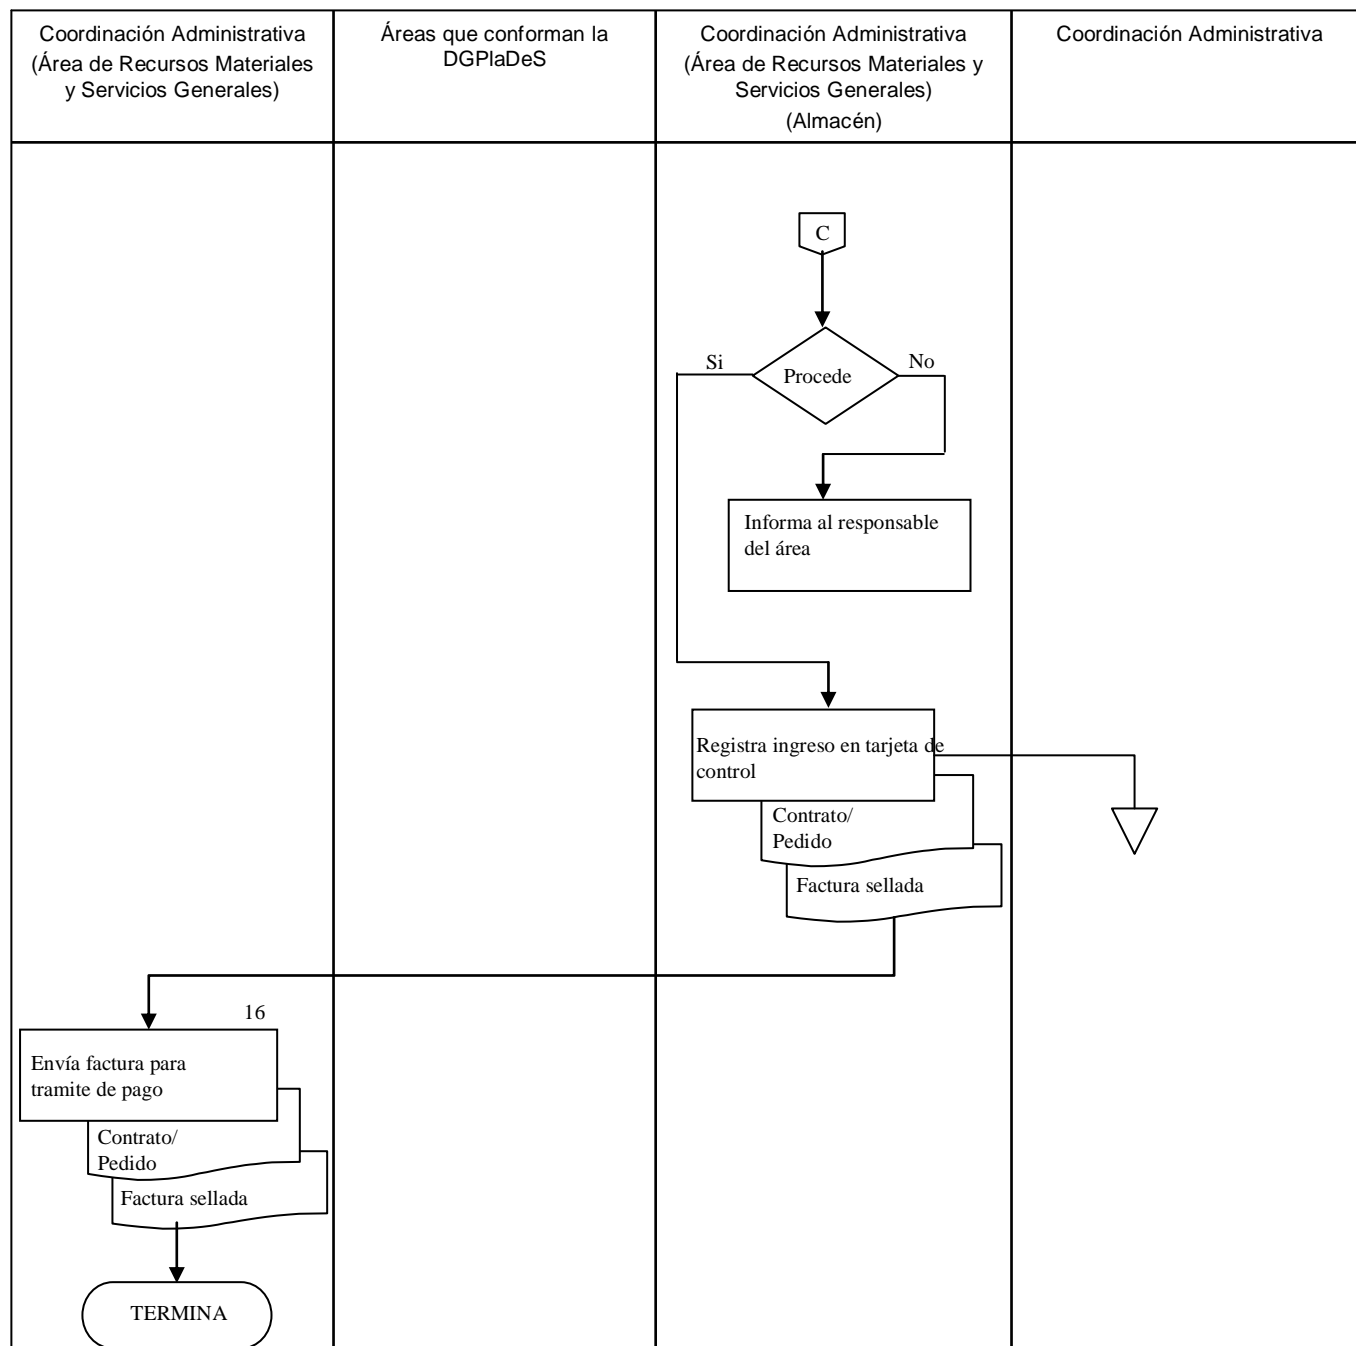 Coordinación Administrativa
(Área de Recursos Materiales
y Servicios Generales)
Áreas que conforman la
DGPlaDeS
Coordinación Administrativa
(Área de Recursos Materiales y
Servicios Generales)
(Almacén)
Coordinación Administrativa
C
Si
Procede
No
Informa al responsable
del área
Registra ingreso en tarjeta de
control
Contrato/
Pedido
Factura sellada
16
Envía factura para
tramite de pago
Contrato/
Pedido
Factura sellada
TERMINA